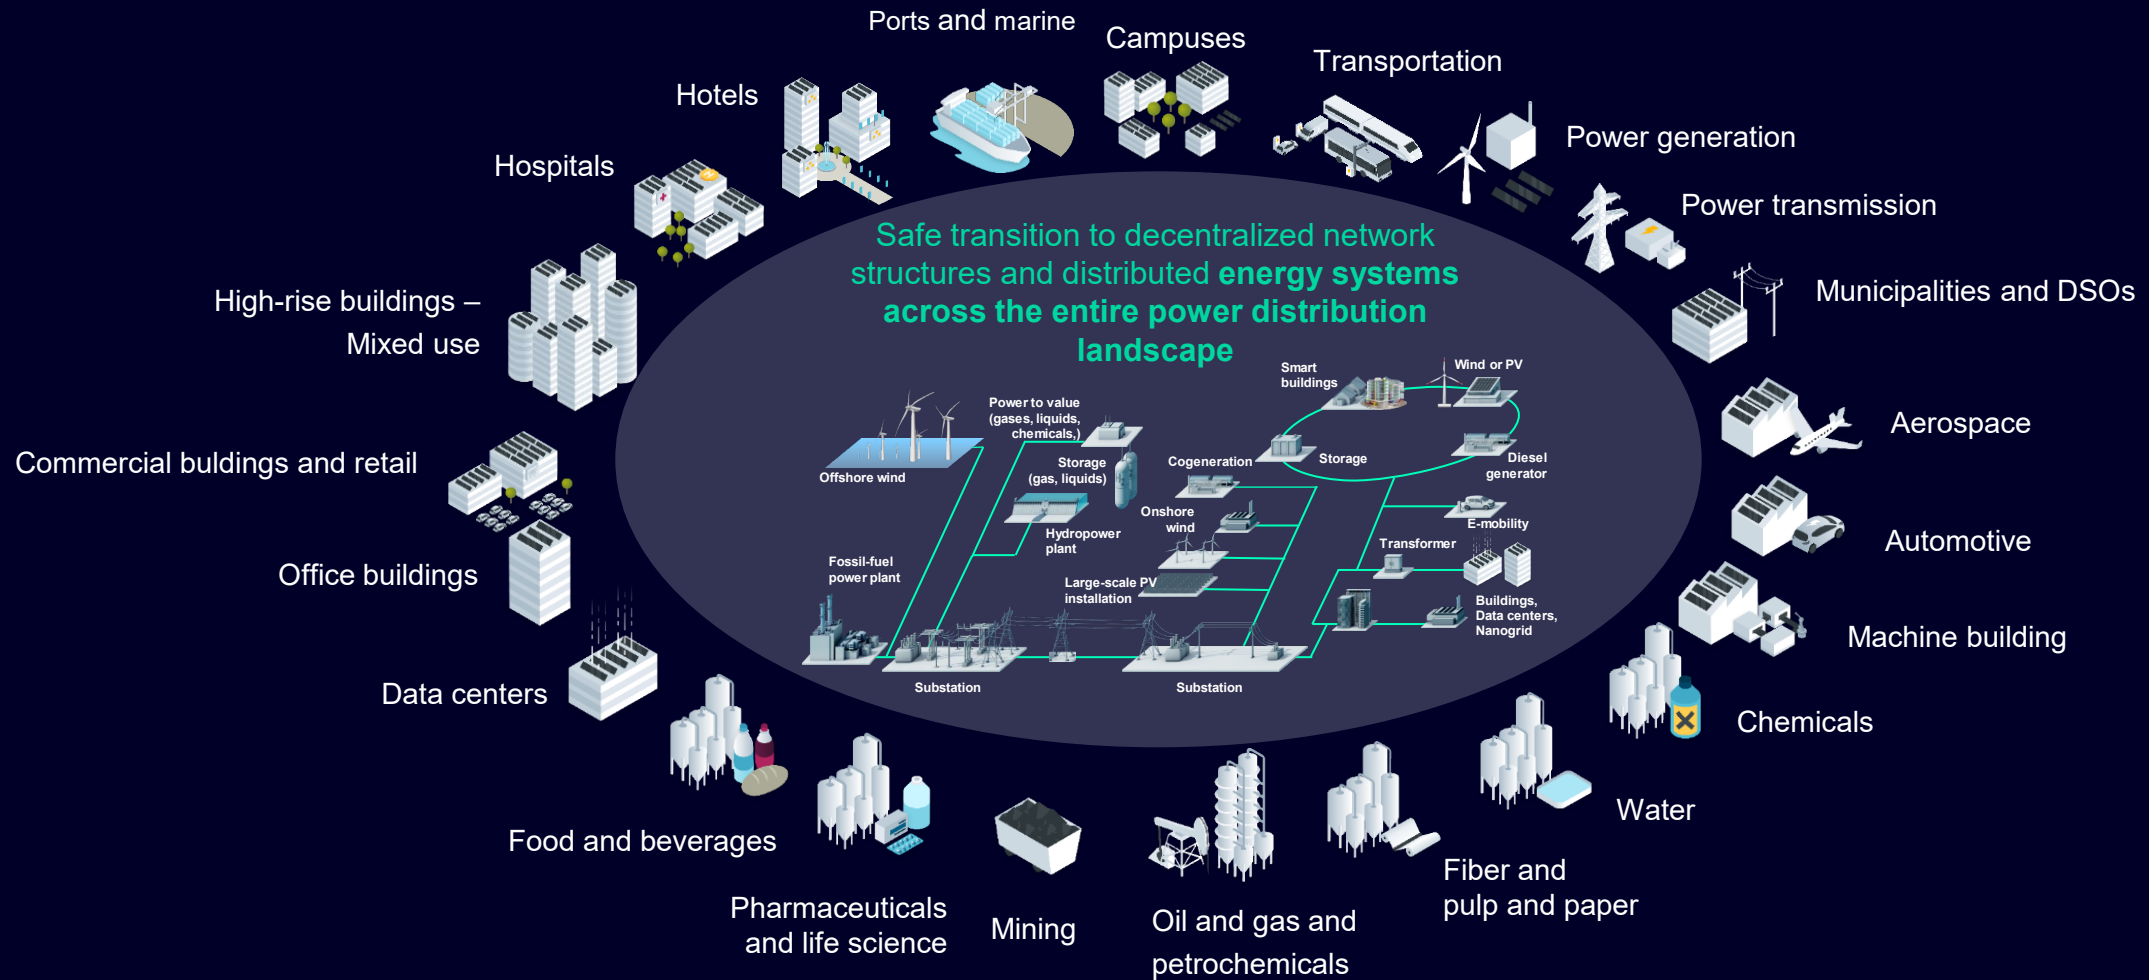 Ports and marine
Campuses
Transportation
Hotels
Power generation
Hospitals
Power transmission
Safe transition to decentralized network
structures and distributed energy systems
across the entire power distribution
landscape
High-rise buildings –
Mixed use
Municipalities and DSOs
Smart
buildings
Wind or PV
Power to value
(gases, liquids,
chemicals,)
Aerospace
Commercial buldings and retail
Offshore wind
Storage
(gas, liquids)
Cogeneration
Storage
Diesel
generator
Onshore
wind
E-mobility
Hydropower
plant
Transformer
Automotive
Office buildings
Fossil-fuel
power plant
Large-scale PV
installation
Buildings,
Data centers,
Nanogrid
Machine building
Substation
Substation
Data centers
Chemicals
Water
Food and beverages
Fiber and
pulp and paper
Pharmaceuticals
and life science
Mining
Oil and gas and
petrochemicals